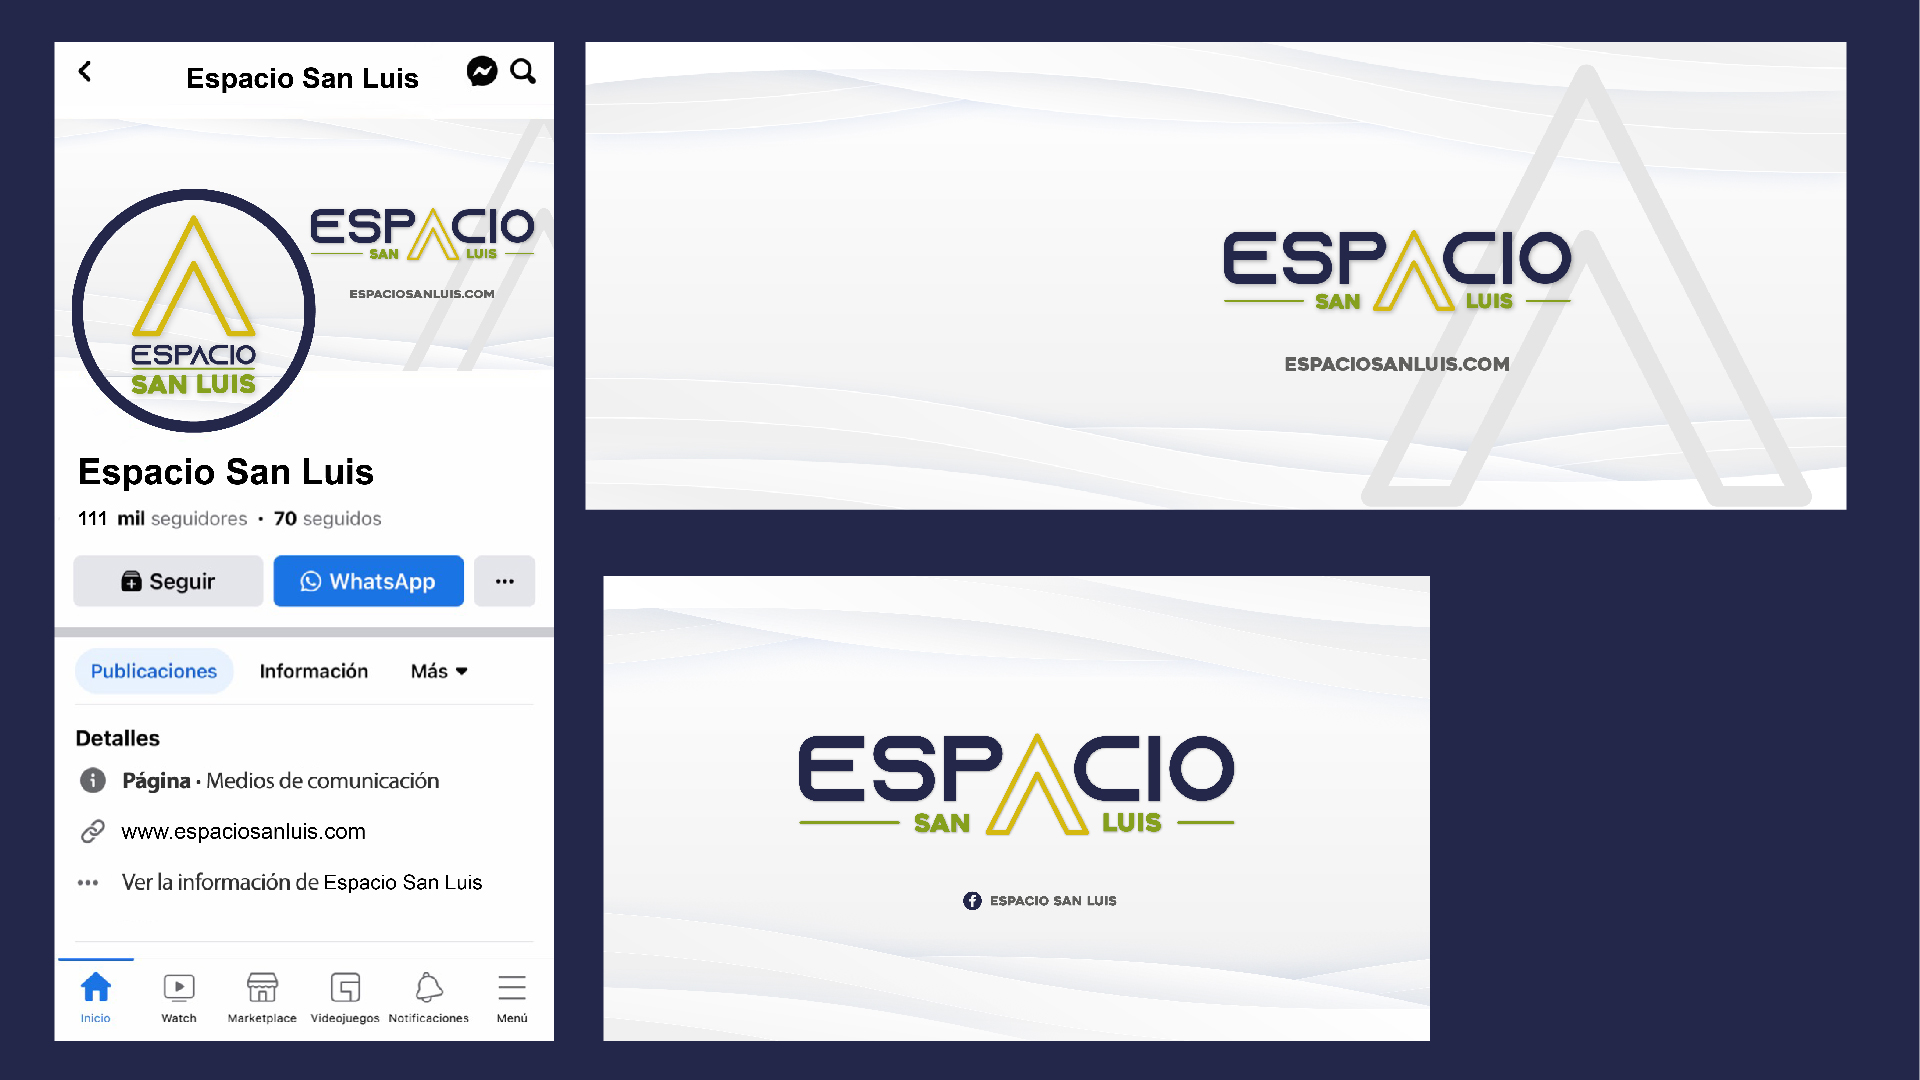 Espacio San Luis
ESPACIO
SAN LUIS
ESPACIOSANLUIS.COM
ESPACIO
SAN LUIS
Espacio San Luis
111 mil seguidores · 70 seguidos
Seguir
WhatsApp
Publicaciones
Información
Más
Detalles
Página · Medios de comunicación
www.espaciosanluis.com
Ver la información de Espacio San Luis
Inicio
Watch
Marketplace
Videojuegos
Notificaciones
Menú
ESPACIO
SAN LUIS
ESPACIOSANLUIS.COM
ESPACIO
SAN LUIS
ESPACIO SAN LUIS